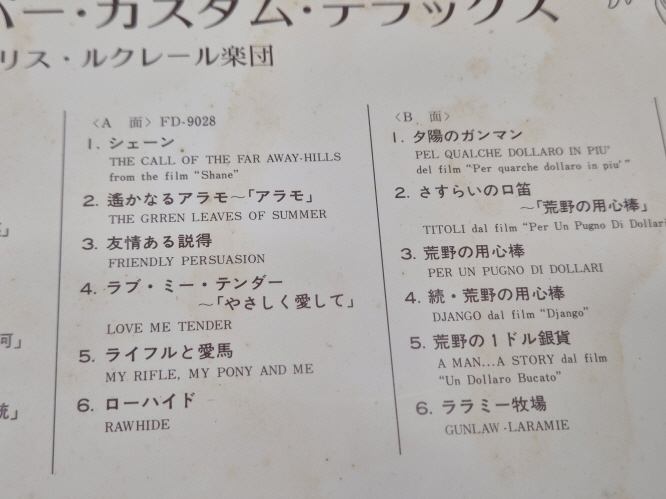 パー・カスタム・デラックス
リス・ルクレール楽団
〈A 面〉 FD-9028
1. シェーン
THE CALL OF THE FAR AWAY-HILLS
from the film "Shane"
2. 遙かなるアラモ〜「アラモ」
THE GRREN LEAVES OF SUMMER
3. 友情ある説得
FRIENDLY PERSUASION
4. ラブ・ミー・テンダー
〜「やさしく愛して」
LOVE ME TENDER
5. ライフルと愛馬
MY RIFLE, MY PONY AND ME
6. ローハイド
RAWHIDE
〈B 面〉
1. 夕陽のガンマン
PEL QUALCHE DOLLARO IN PIU'
del film "Per quarche dollaro in piu'"
2. さすらいの口笛
〜「荒野の用心棒」
TITOLI dal film "Per Un Pugno Di Dollari
3. 荒野の用心棒
PER UN PUGNO DI DOLLARI
4. 続・荒野の用心棒
DJANGO dal film "Django"
5. 荒野の1ドル銀貨
A MAN...A STORY dal film
"Un Dollaro Bucato"
6. ララミー牧場
GUNLAW-LARAMIE
河」